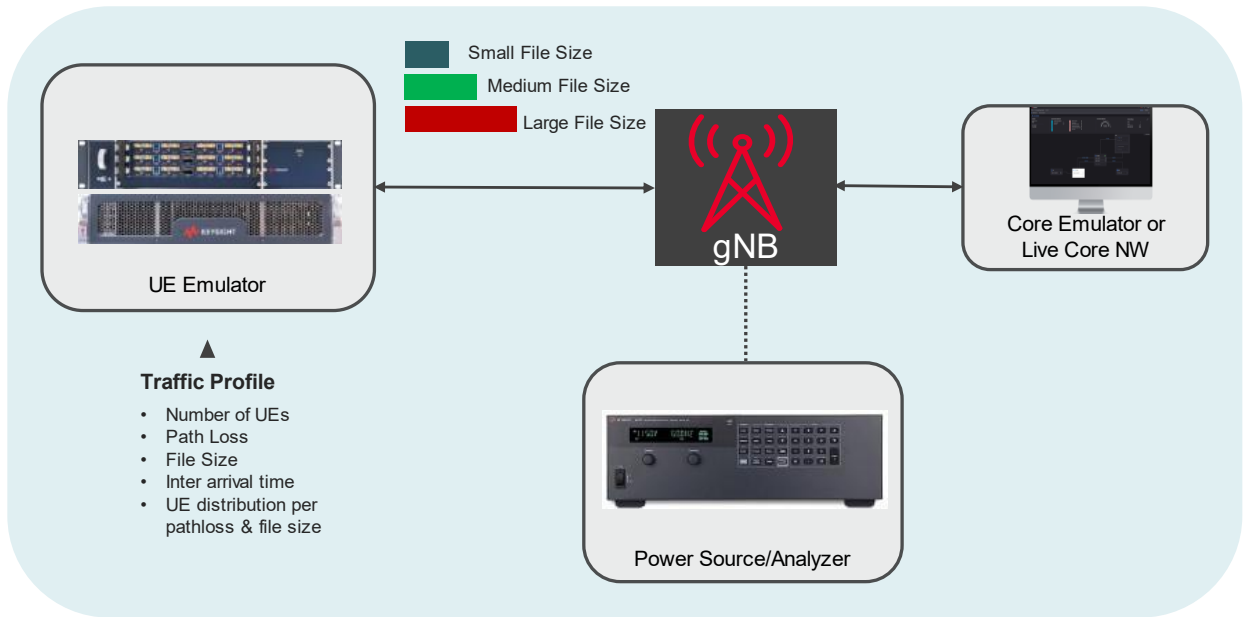 Small File Size
Medium File Size
Large File Size
KEYSIGHT
UE Emulator
gNB
Core Emulator or
Live Core NW
Traffic Profile
• Number of UEs
• Path Loss
• File Size
• Inter arrival time
• UE distribution per
pathloss & file size
Power Source/Analyzer